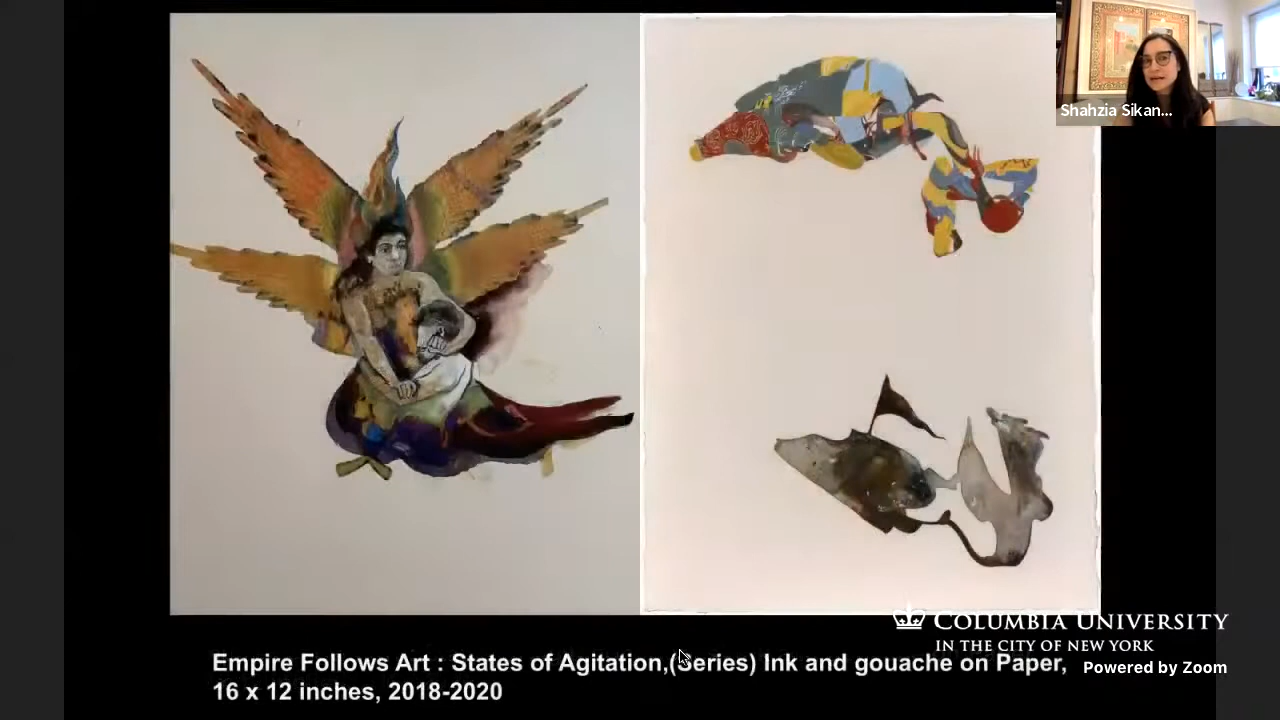 Shahzia Sikan...
COLUMBIA UNIVERSITY
IN THE CITY OF NEW YORK
Powered by Zoom
Empire Follows Art : States of Agitation,(Series) Ink and gouache on Paper,
16 x 12 inches, 2018-2020